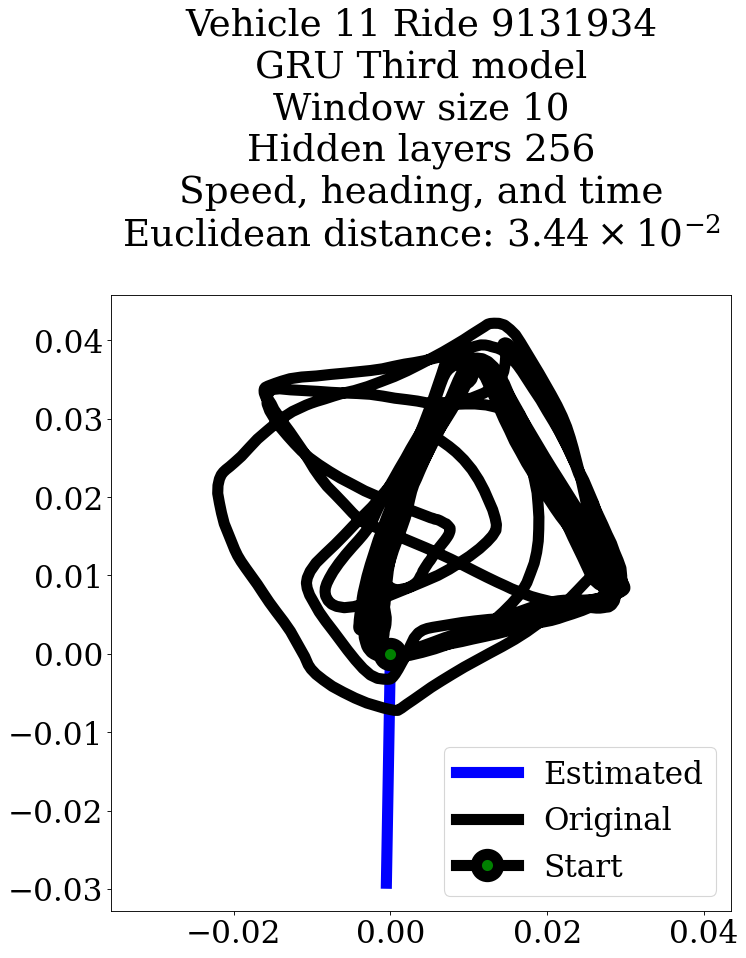 Vehicle 11 Ride 9131934
GRU Third model
Window size 10
Hidden layers 256
Speed, heading, and time
Euclidean distance: 3.44 × 10⁻²
0.04
0.03
0.02
0.01
0.00
−0.01
−0.02
−0.03
Estimated
Original
Start
−0.02 0.00 0.02 0.04